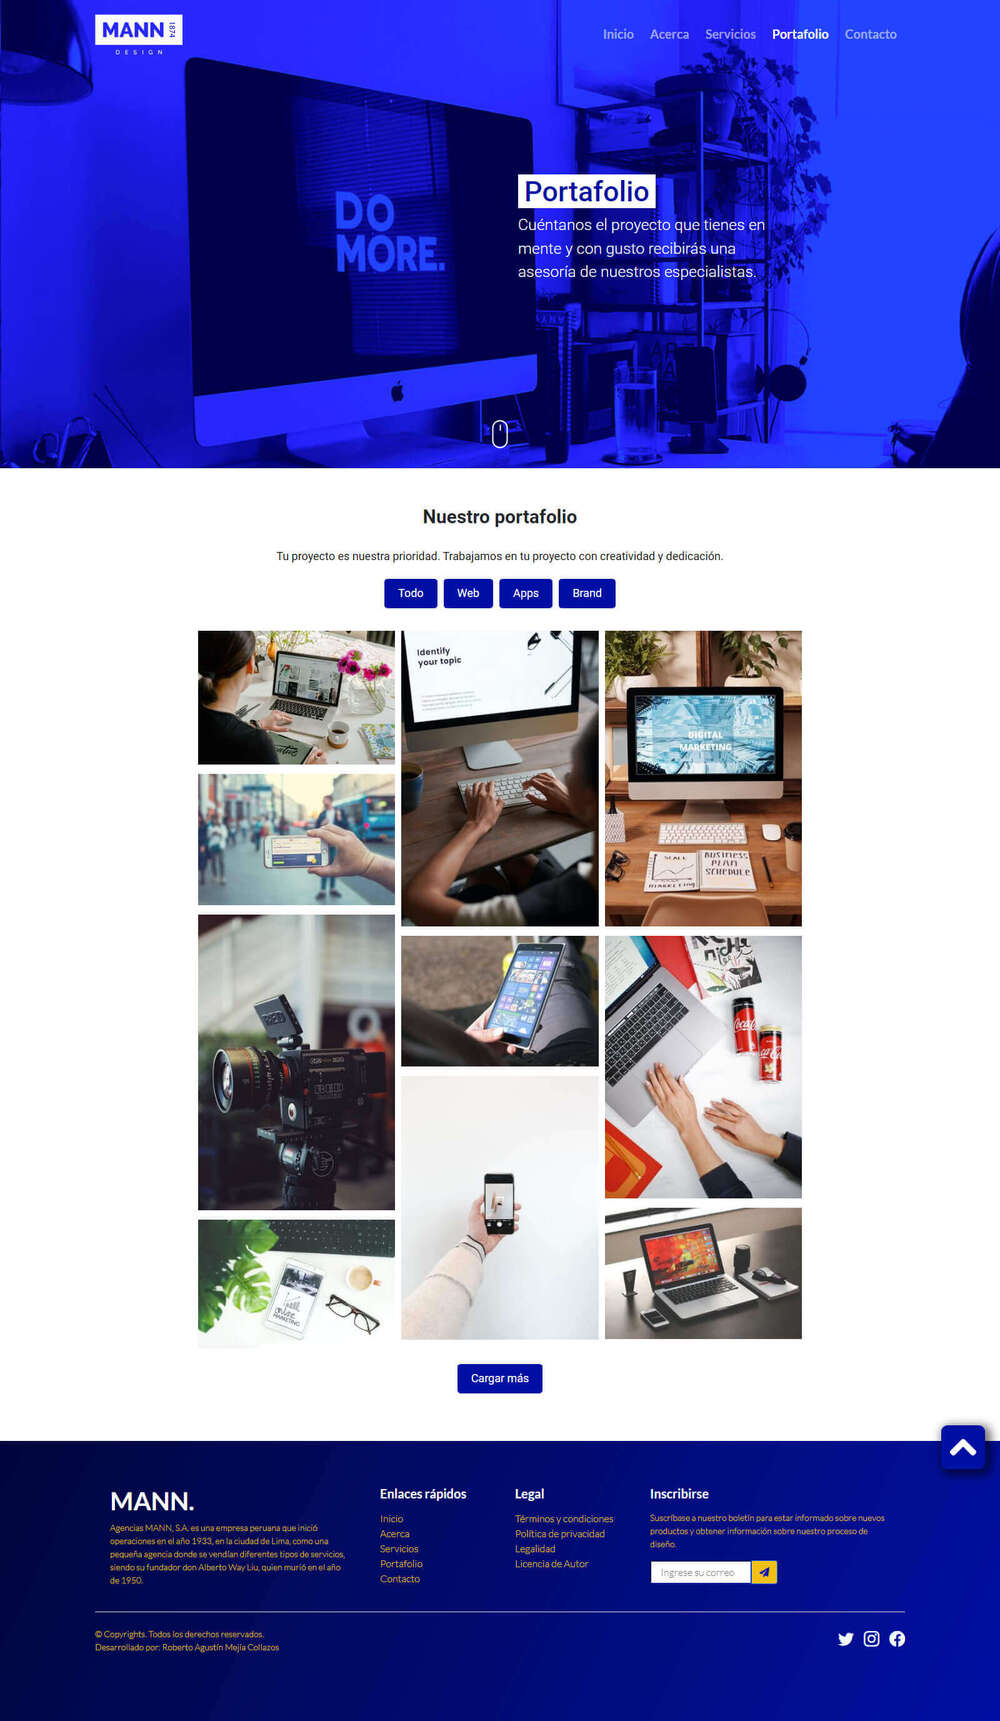 MANN
1874
DESIGN
Inicio
Acerca
Servicios
Portafolio
Contacto
DO
MORE.
Portafolio
Cuéntanos el proyecto que tienes en
mente y con gusto recibirás una
asesoría de nuestros especialistas.
Nuestro portafolio
Tu proyecto es nuestra prioridad. Trabajamos en tu proyecto con creatividad y dedicación.
Todo
Web
Apps
Brand
Identify
your topic
DIGITAL
MARKETING
SCALE
MARKETING
BUSINESS
PLAN
SCHEDULE
RED
Coca-Cola
MARKETING
Cargar más
MANN.
Agencias MANN, S.A. es una empresa peruana que inició
operaciones en el año 1933, en la ciudad de Lima, como una
pequeña agencia donde se vendían diferentes tipos de servicios,
siendo su fundador don Alberto Way Liu, quien murió en el año
de 1950.
Enlaces rápidos
Inicio
Acerca
Servicios
Portafolio
Contacto
Legal
Términos y condiciones
Política de privacidad
Legalidad
Licencia de Autor
Inscribirse
Suscríbase a nuestro boletín para estar informado sobre nuevos
productos y obtener información sobre nuestro proceso de
diseño.
Ingrese su correo
© Copyrights. Todos los derechos reservados.
Desarrollado por: Roberto Agustín Mejía Collazos